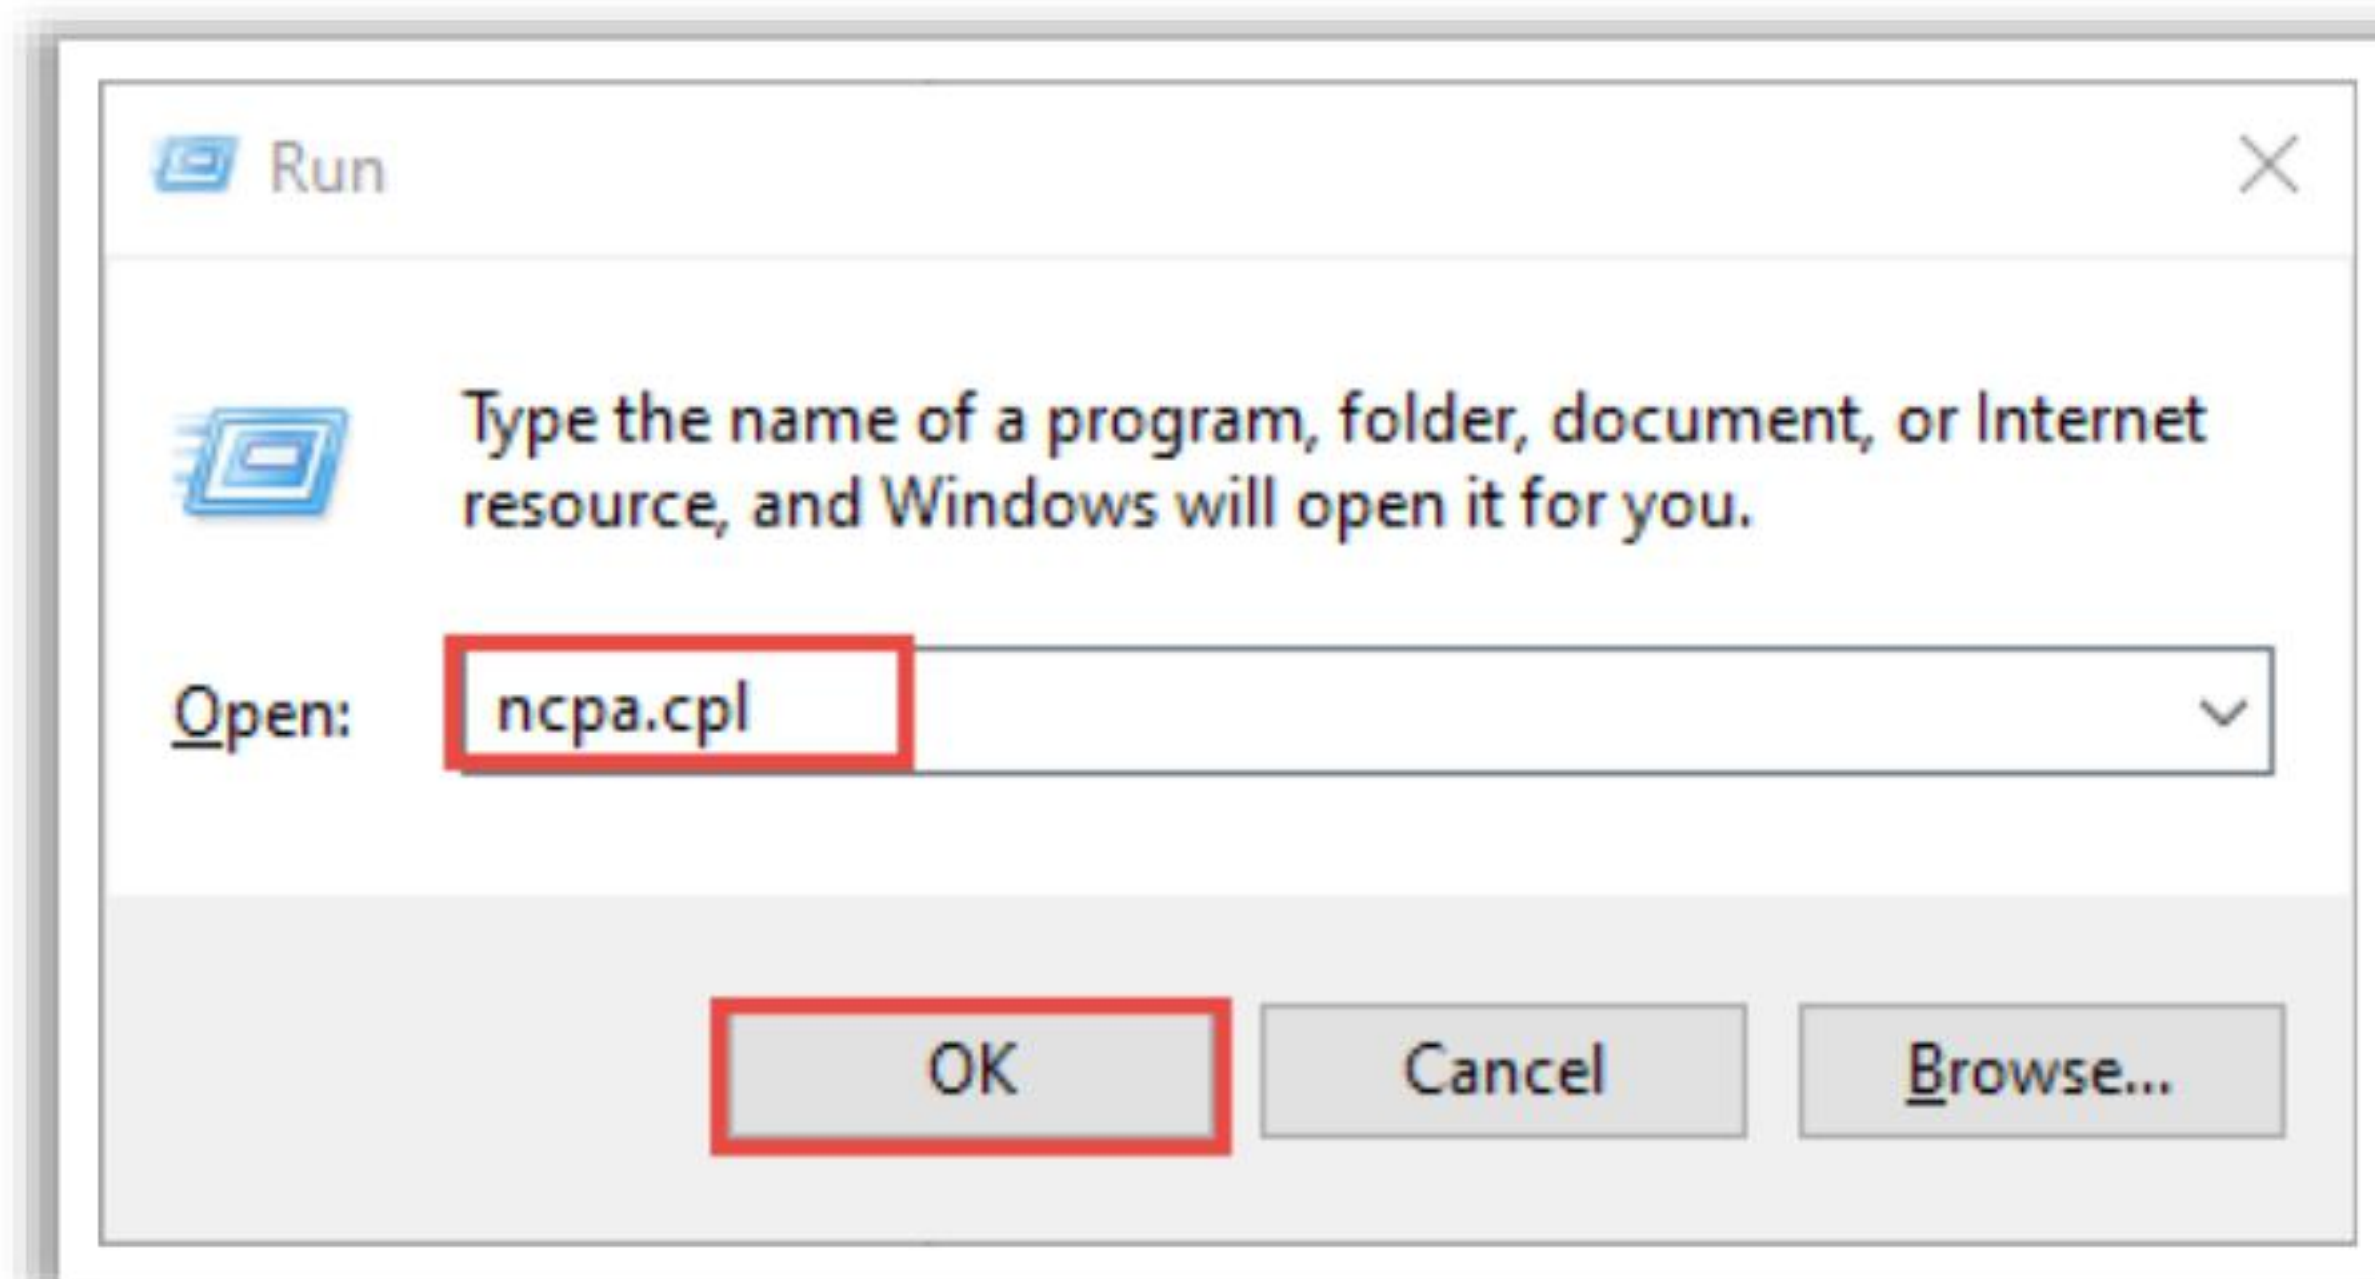 Run
Type the name of a program, folder, document, or Internet
resource, and Windows will open it for you.
Open:
ncpa.cpl
OK
Cancel
Browse...